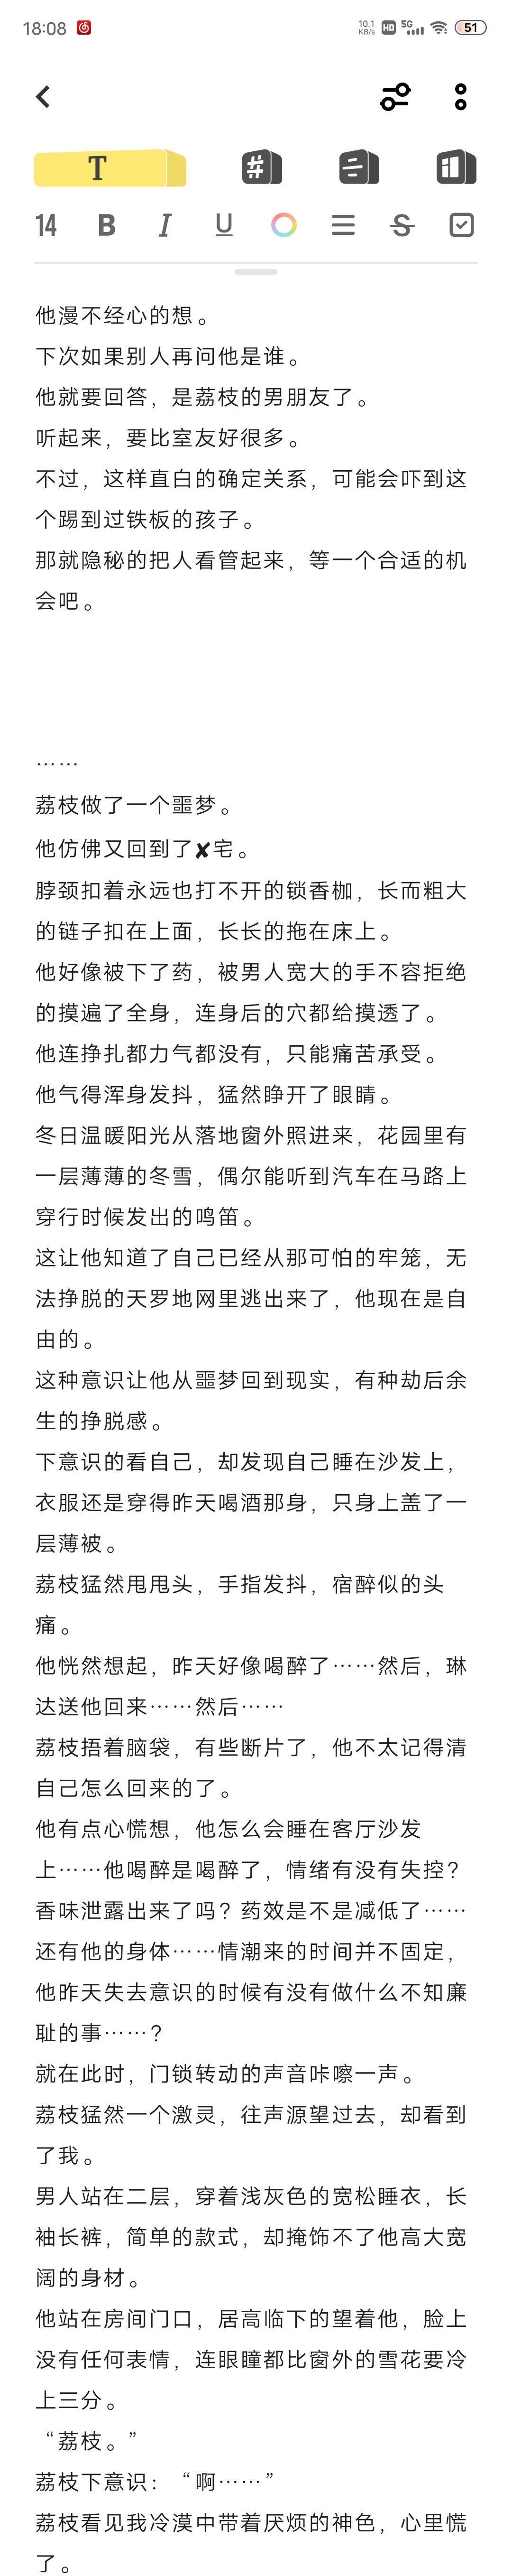 18:08
10.1 KB/s HD 5G 51
T #
14 B I U S
他漫不经心的想。
下次如果别人再问他是谁。
他就要回答，是荔枝的男朋友了。
听起来，要比室友好很多。
不过，这样直白的确定关系，可能会吓到这
个踢到过铁板的孩子。
那就隐秘的把人看管起来，等一个合适的机
会吧。
……
荔枝做了一个噩梦。
他仿佛又回到了✘宅。
脖颈扣着永远也打不开的锁香枷，长而粗大
的链子扣在上面，长长的拖在床上。
他好像被下了药，被男人宽大的手不容拒绝
的摸遍了全身，连身后的穴都给摸透了。
他连挣扎都力气都没有，只能痛苦承受。
他气得浑身发抖，猛然睁开了眼睛。
冬日温暖阳光从落地窗外照进来，花园里有
一层薄薄的冬雪，偶尔能听到汽车在马路上
穿行时候发出的鸣笛。
这让他知道了自己已经从那可怕的牢笼，无
法挣脱的天罗地网里逃出来了，他现在是自
由的。
这种意识让他从噩梦回到现实，有种劫后余
生的挣脱感。
下意识的看自己，却发现自己睡在沙发上，
衣服还是穿得昨天喝酒那身，只身上盖了一
层薄被。
荔枝猛然甩甩头，手指发抖，宿醉似的头
痛。
他恍然想起，昨天好像喝醉了……然后，琳
达送他回来……然后……
荔枝捂着脑袋，有些断片了，他不太记得清
自己怎么回来的了。
他有点心慌想，他怎么会睡在客厅沙发
上……他喝醉是喝醉了，情绪有没有失控？
香味泄露出来了吗？药效是不是减低了……
还有他的身体……情潮来的时间并不固定，
他昨天失去意识的时候有没有做什么不知廉
耻的事……？
就在此时，门锁转动的声音咔嚓一声。
荔枝猛然一个激灵，往声源望过去，却看到
了我。
男人站在二层，穿着浅灰色的宽松睡衣，长
袖长裤，简单的款式，却掩饰不了他高大宽
阔的身材。
他站在房间门口，居高临下的望着他，脸上
没有任何表情，连眼瞳都比窗外的雪花要冷
上三分。
“荔枝。”
荔枝下意识：“啊……”
荔枝看见我冷漠中带着厌烦的神色，心里慌
了。